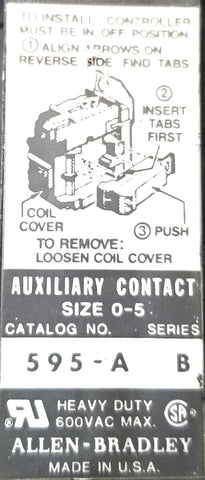 TO INSTALL: CONTROLLER
MUST BE IN OFF POSITION
① ALIGN ARROWS ON
REVERSE SIDE. FIND TABS
②
INSERT
TABS
FIRST
COIL
COVER
③ PUSH
TO REMOVE:
LOOSEN COIL COVER
AUXILIARY CONTACT
SIZE 0-5
CATALOG NO. SERIES
595-A B
HEAVY DUTY
600VAC MAX.
ALLEN-BRADLEY
MADE IN U.S.A.